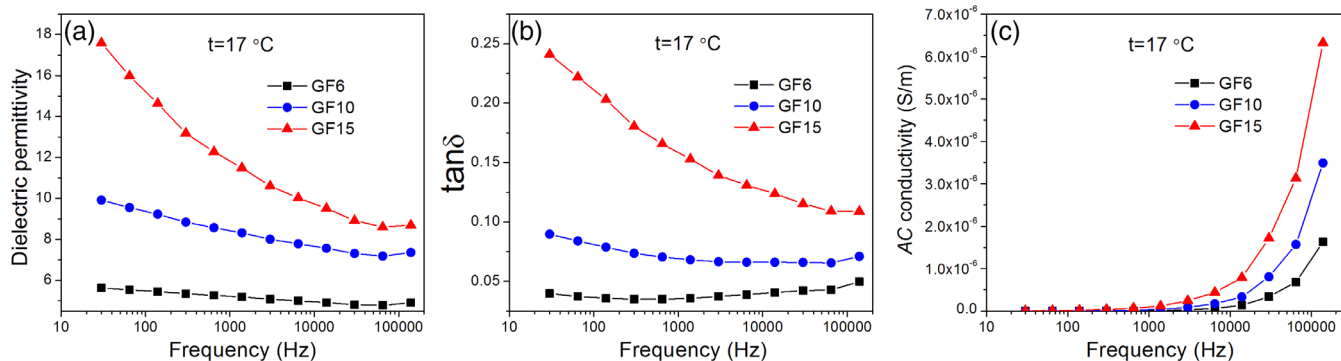 (a)
t=17 °C
GF6
GF10
GF15
Dielectric permittivity
18
16
14
12
10
8
6
10 100 1000 10000 100000
Frequency (Hz)
(b)
t=17 °C
GF6
GF10
GF15
tanδ
0.25
0.20
0.15
0.10
0.05
10 100 1000 10000 100000
Frequency (Hz)
(c)
t=17 °C
GF6
GF10
GF15
AC conductivity (S/m)
7.0x10⁻⁶
6.0x10⁻⁶
5.0x10⁻⁶
4.0x10⁻⁶
3.0x10⁻⁶
2.0x10⁻⁶
1.0x10⁻⁶
0.0
10 100 1000 10000 100000
Frequency (Hz)